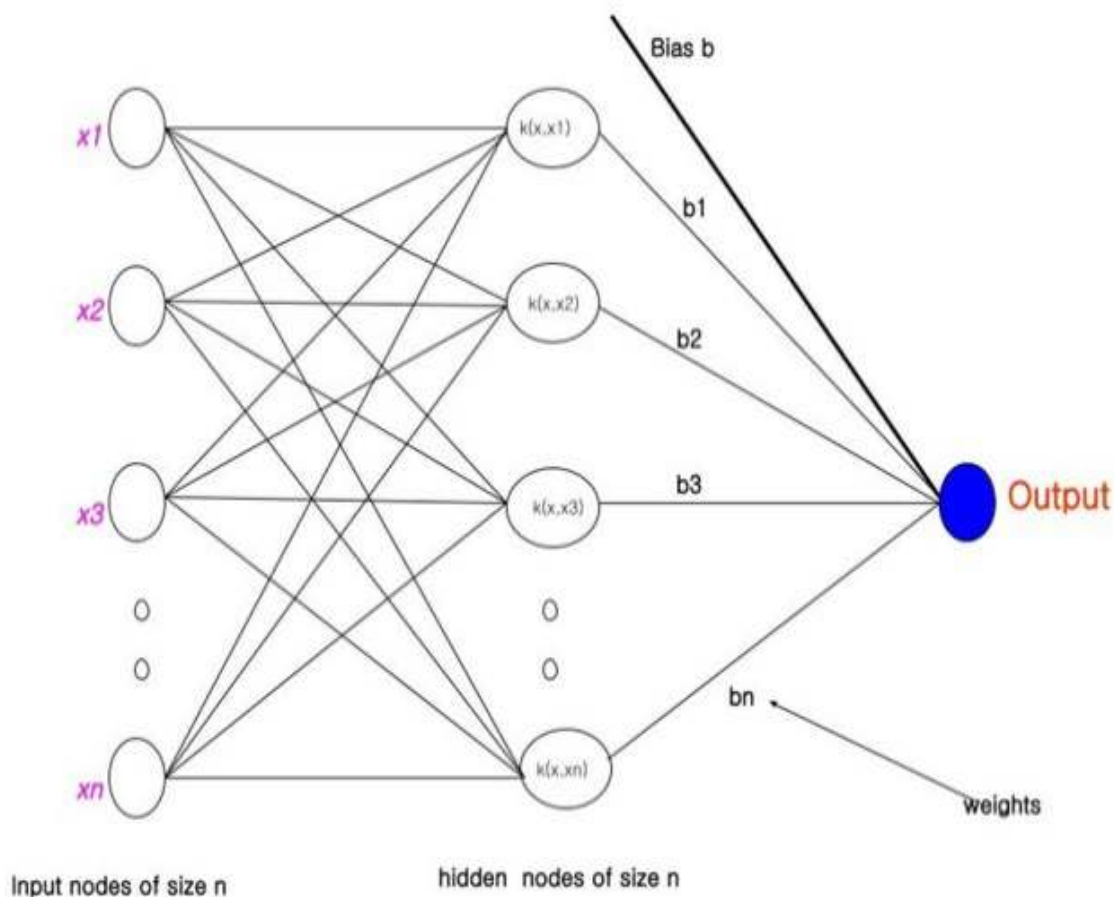 Bias b
x1
k(x,x1)
b1
x2
k(x,x2)
b2
x3
k(x,x3)
b3
Output
bn
xn
k(x,xn)
weights
Input nodes of size n
hidden nodes of size n